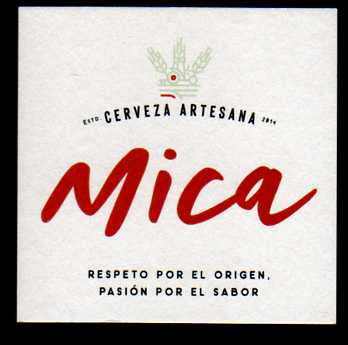 ESTD. CERVEZA ARTESANA 2014
Mica
RESPETO POR EL ORIGEN,
PASIÓN POR EL SABOR